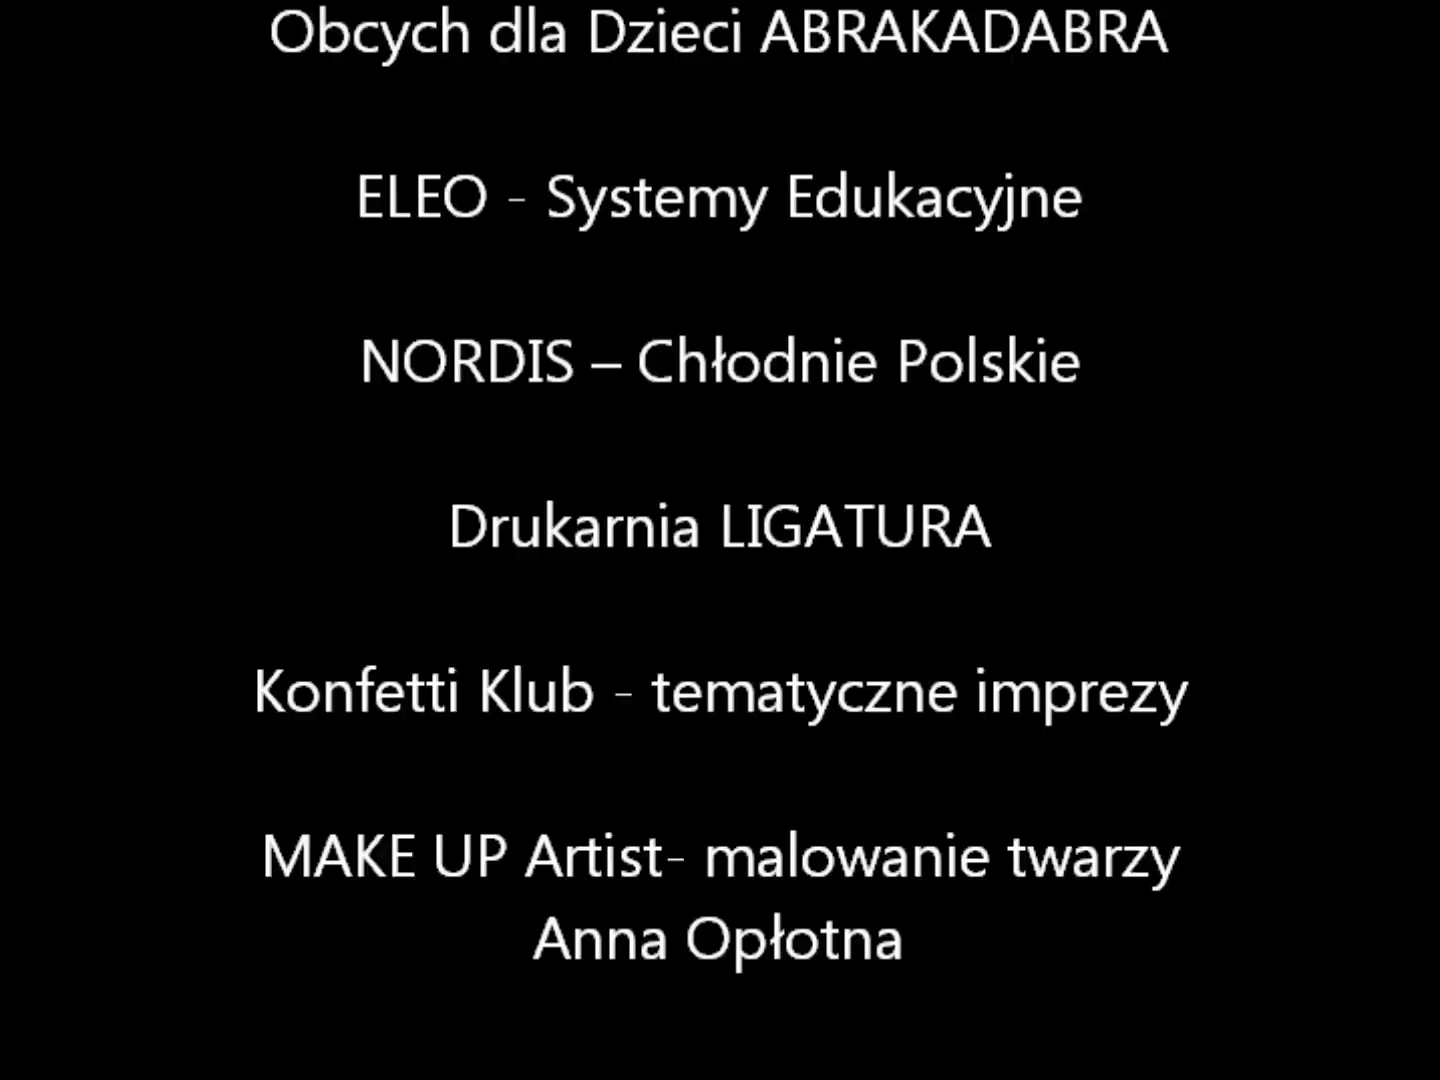 Obcych dla Dzieci ABRAKADABRA
ELEO - Systemy Edukacyjne
NORDIS – Chłodnie Polskie
Drukarnia LIGATURA
Konfetti Klub - tematyczne imprezy
MAKE UP Artist- malowanie twarzy
Anna Opłotna